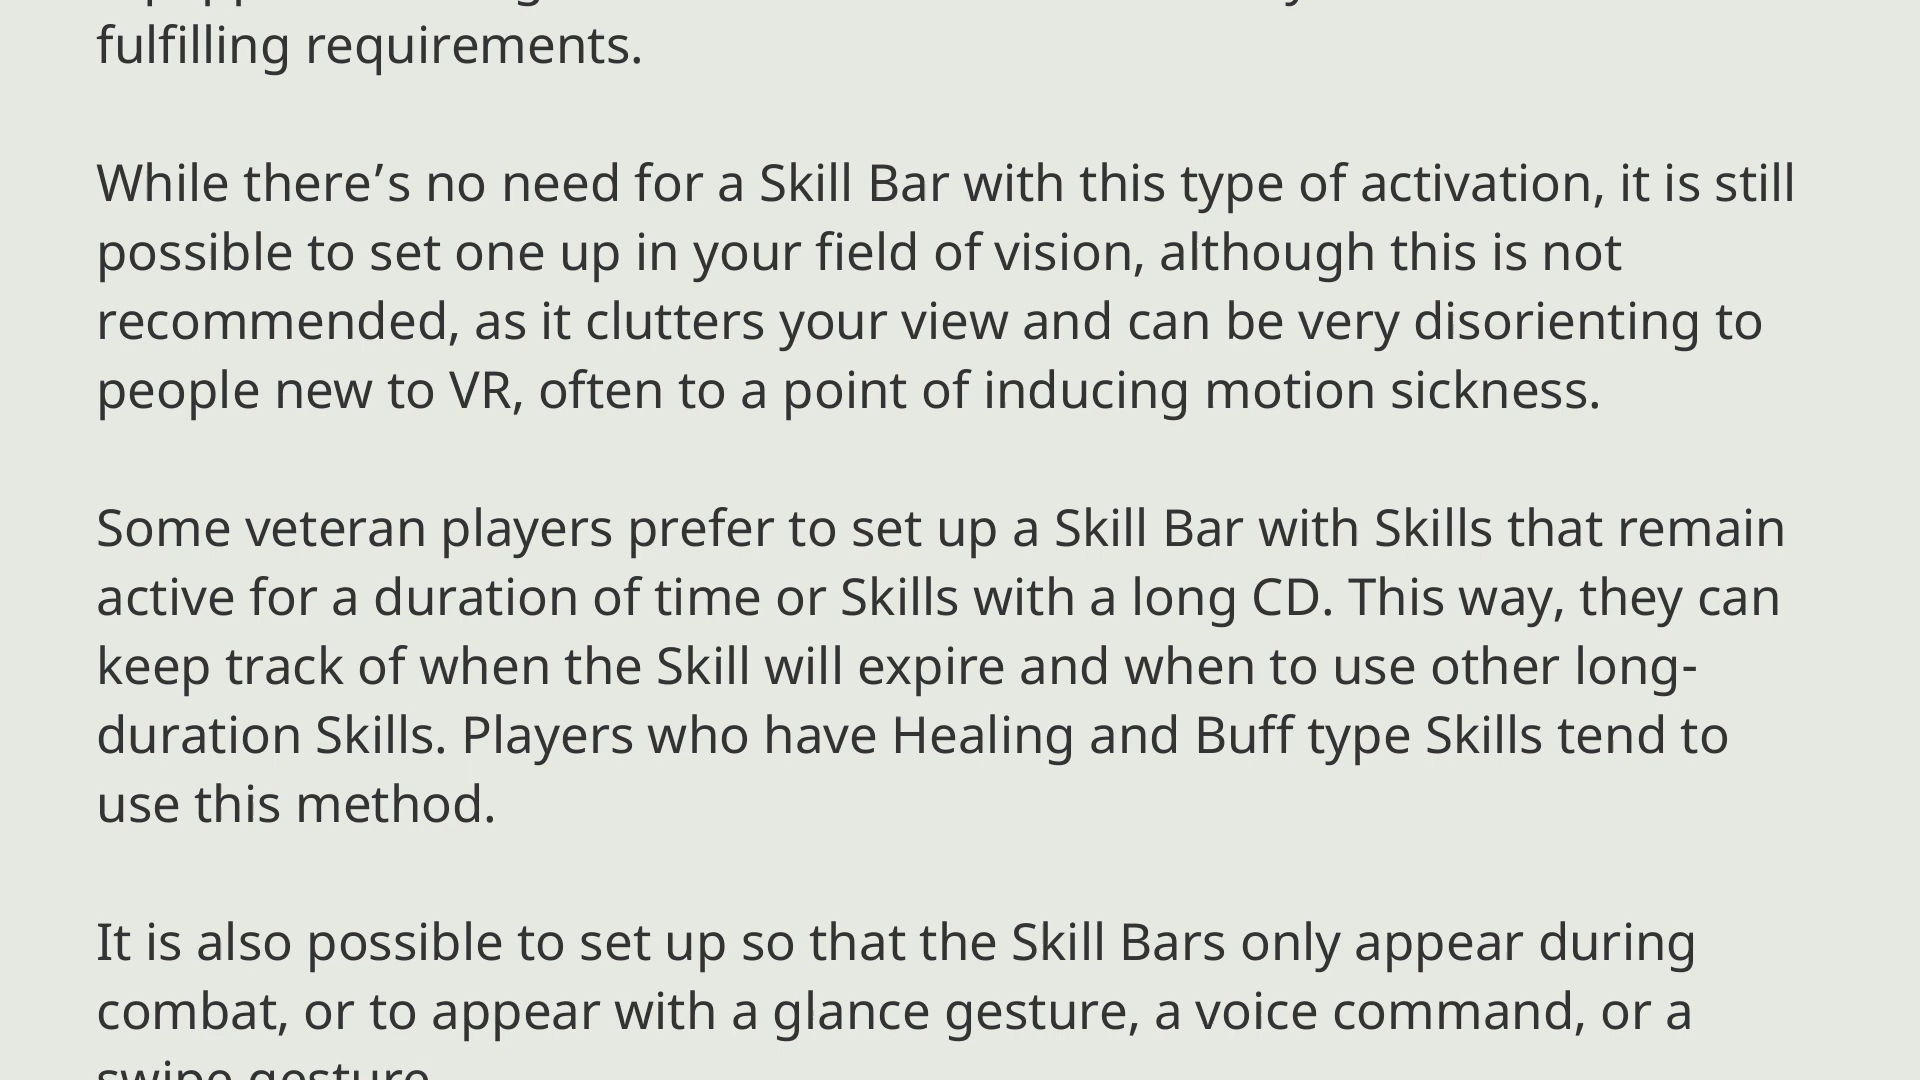 fulfilling requirements.
While there’s no need for a Skill Bar with this type of activation, it is still
possible to set one up in your field of vision, although this is not
recommended, as it clutters your view and can be very disorienting to
people new to VR, often to a point of inducing motion sickness.
Some veteran players prefer to set up a Skill Bar with Skills that remain
active for a duration of time or Skills with a long CD. This way, they can
keep track of when the Skill will expire and when to use other long-
duration Skills. Players who have Healing and Buff type Skills tend to
use this method.
It is also possible to set up so that the Skill Bars only appear during
combat, or to appear with a glance gesture, a voice command, or a
swipe gesture